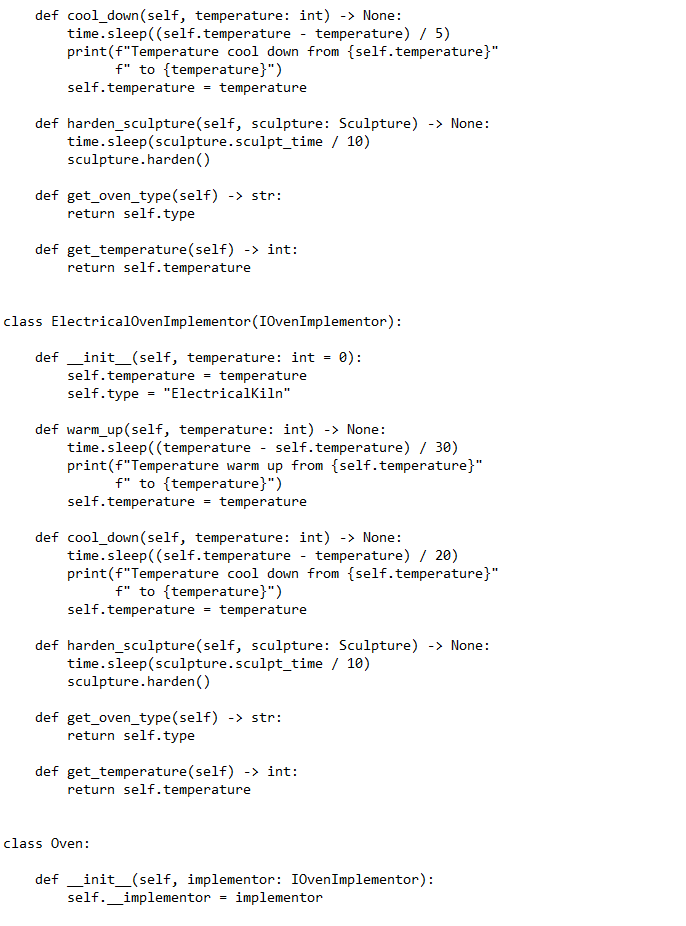 def cool_down(self, temperature: int) -> None:
        time.sleep((self.temperature - temperature) / 5)
        print(f"Temperature cool down from {self.temperature}"
              f" to {temperature}")
        self.temperature = temperature

    def harden_sculpture(self, sculpture: Sculpture) -> None:
        time.sleep(sculpture.sculpt_time / 10)
        sculpture.harden()

    def get_oven_type(self) -> str:
        return self.type

    def get_temperature(self) -> int:
        return self.temperature


class ElectricalOvenImplementor(IOvenImplementor):

    def __init__(self, temperature: int = 0):
        self.temperature = temperature
        self.type = "ElectricalKiln"

    def warm_up(self, temperature: int) -> None:
        time.sleep((temperature - self.temperature) / 30)
        print(f"Temperature warm up from {self.temperature}"
              f" to {temperature}")
        self.temperature = temperature

    def cool_down(self, temperature: int) -> None:
        time.sleep((self.temperature - temperature) / 20)
        print(f"Temperature cool down from {self.temperature}"
              f" to {temperature}")
        self.temperature = temperature

    def harden_sculpture(self, sculpture: Sculpture) -> None:
        time.sleep(sculpture.sculpt_time / 10)
        sculpture.harden()

    def get_oven_type(self) -> str:
        return self.type

    def get_temperature(self) -> int:
        return self.temperature


class Oven:

    def __init__(self, implementor: IOvenImplementor):
        self.__implementor = implementor